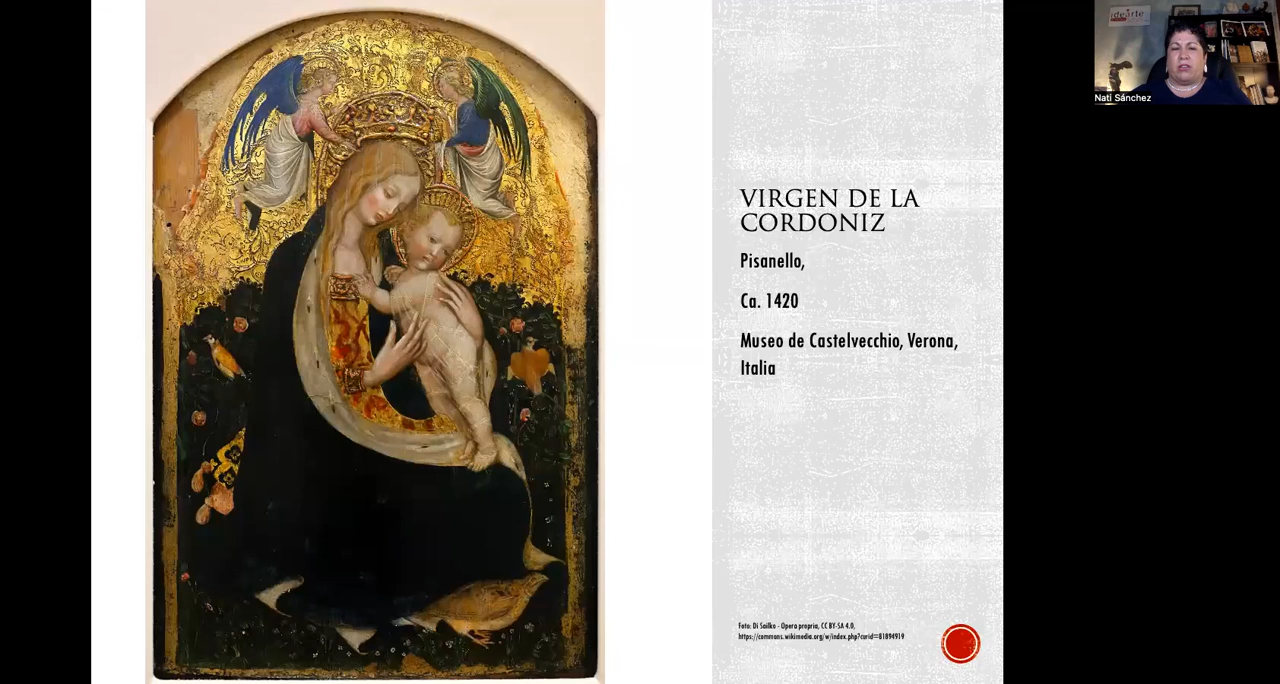 VIRGEN DE LA
CORDONIZ
Pisanello,
Ca. 1420
Museo de Castelvecchio, Verona,
Italia
Foto: Di Sailko - Opera propria, CC BY-SA 4.0,
https://commons.wikimedia.org/w/index.php?curid=81894919
idearte
Nati Sánchez